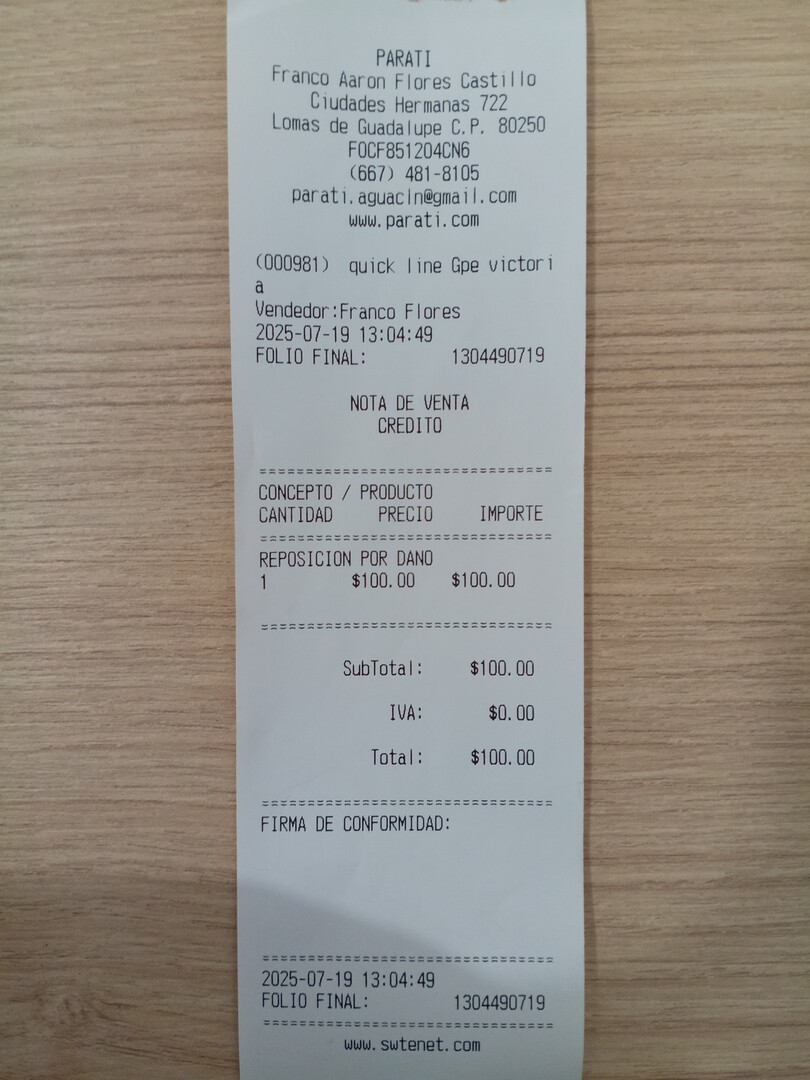 PARATI
Franco Aaron Flores Castillo
Ciudades Hermanas 722
Lomas de Guadalupe C.P. 80250
FOCF851204CN6
(667) 481-8105
parati.aguacln@gmail.com
www.parati.com
(000981) quick line Gpe victori
a
Vendedor:Franco Flores
2025-07-19 13:04:49
FOLIO FINAL: 1304490719
NOTA DE VENTA
CREDITO
================================
CONCEPTO / PRODUCTO
CANTIDAD PRECIO IMPORTE
================================
REPOSICION POR DANO
1 $100.00 $100.00
================================
SubTotal: $100.00
IVA: $0.00
Total: $100.00
================================
FIRMA DE CONFORMIDAD:
================================
2025-07-19 13:04:49
FOLIO FINAL: 1304490719
================================
www.swtenet.com